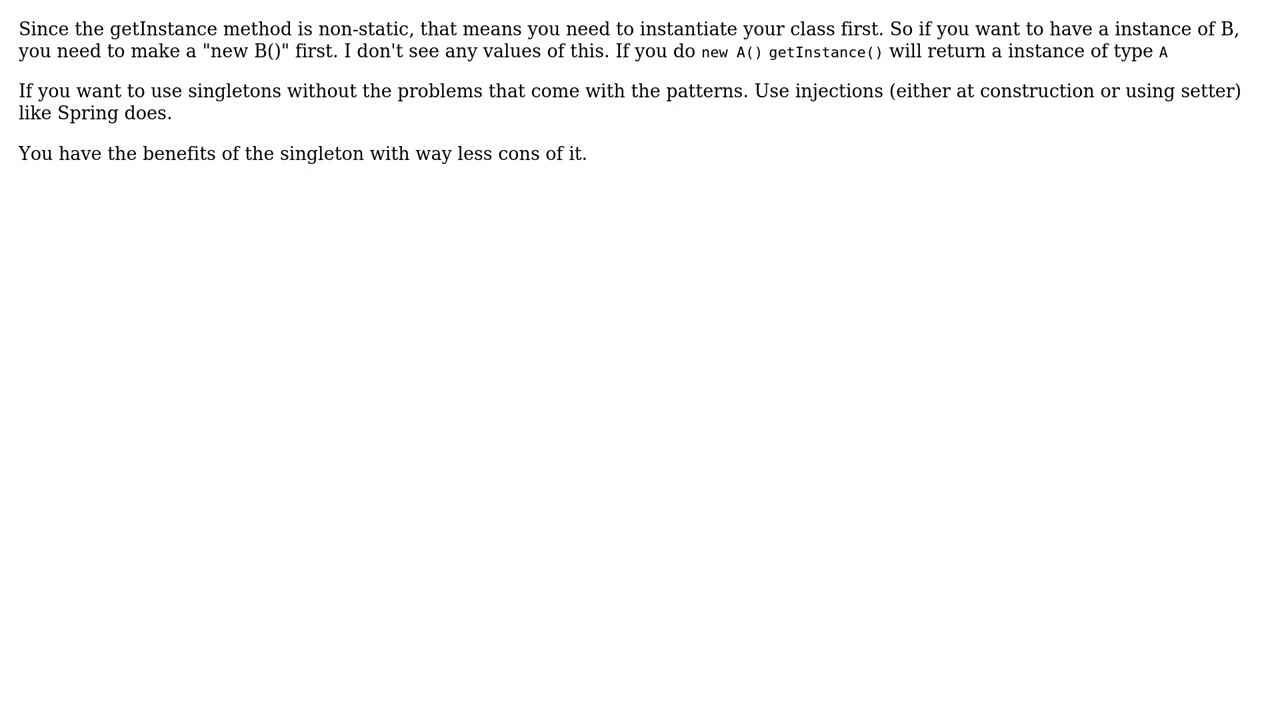 Since the getInstance method is non-static, that means you need to instantiate your class first. So if you want to have a instance of B,
you need to make a "new B()" first. I don't see any values of this. If you do new A() getInstance() will return a instance of type A
If you want to use singletons without the problems that come with the patterns. Use injections (either at construction or using setter)
like Spring does.
You have the benefits of the singleton with way less cons of it.